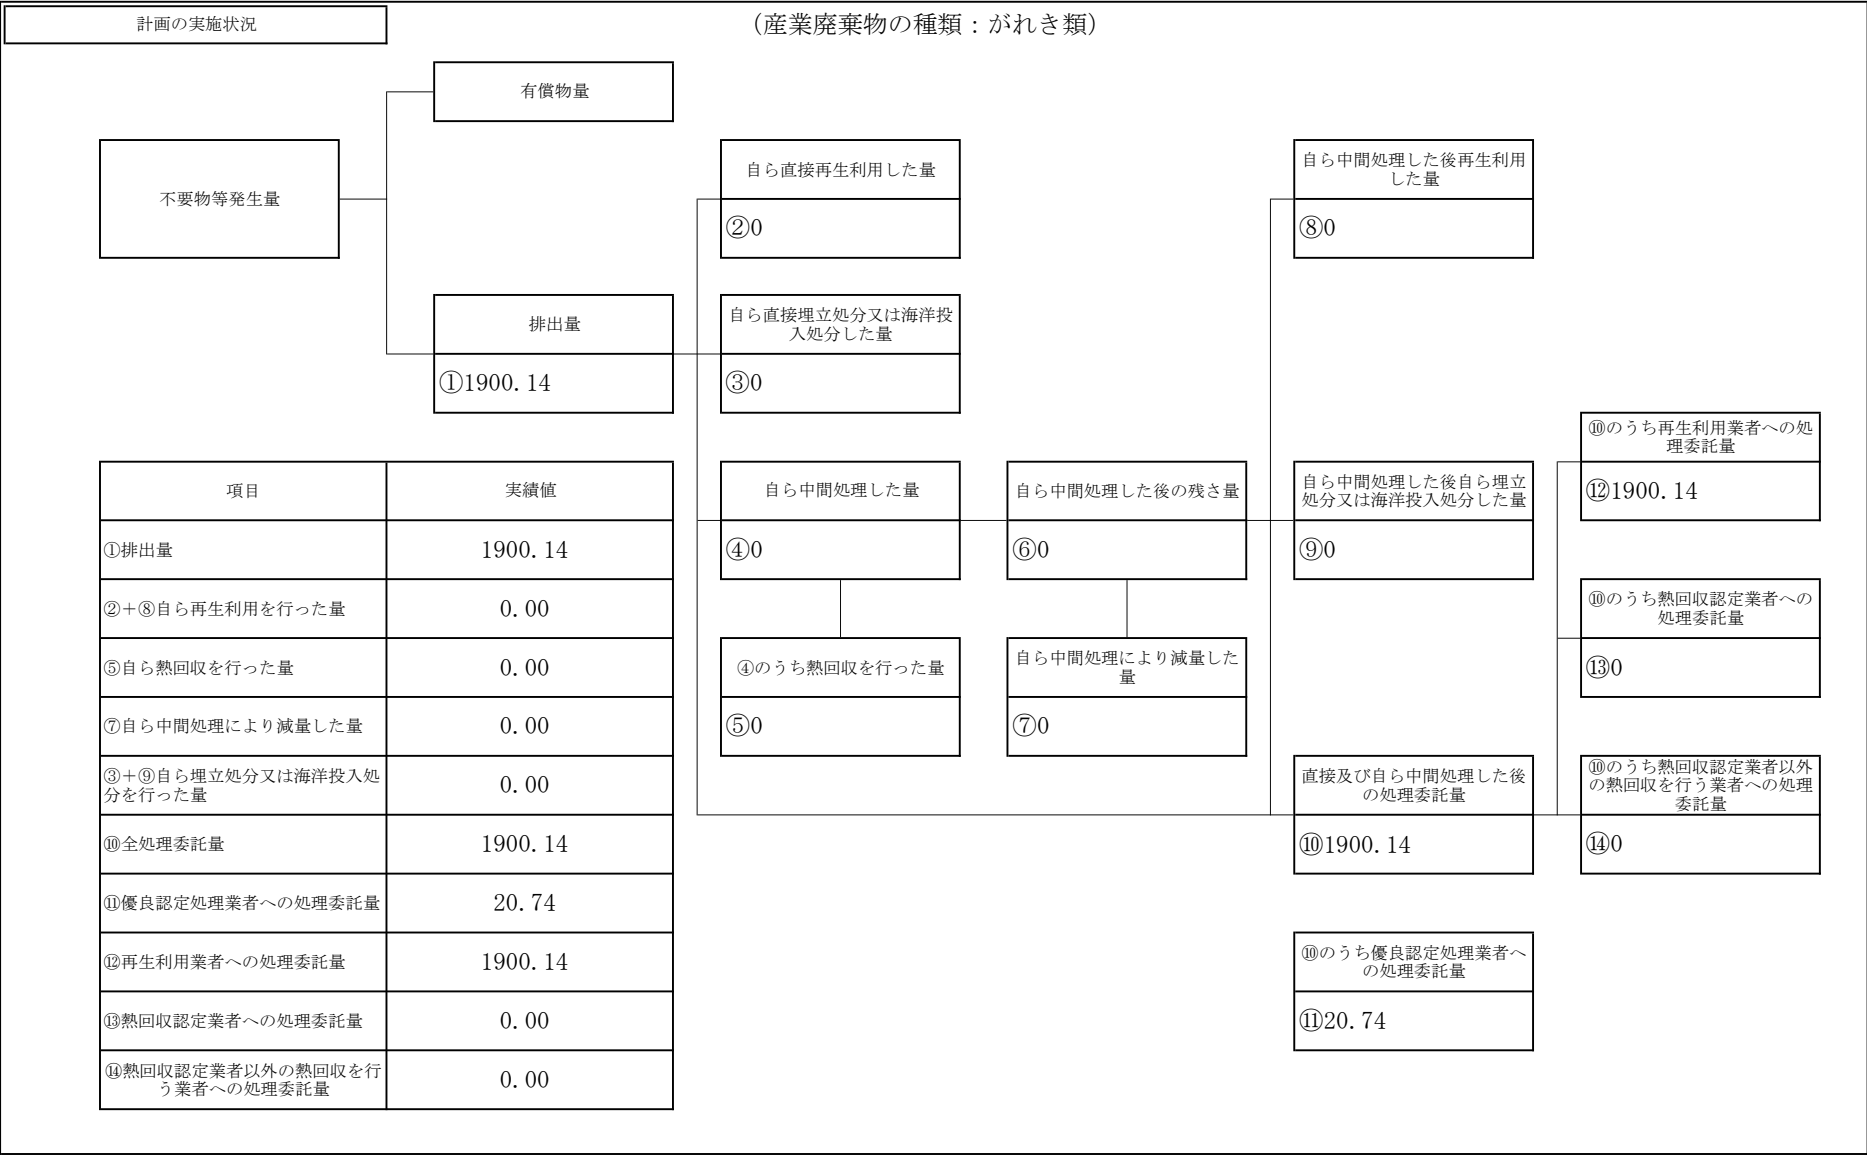 計画の実施状況
（産業廃棄物の種類：がれき類）
有償物量
不要物等発生量
排出量
①1900.14
自ら直接再生利用した量
②0
自ら直接埋立処分又は海洋投
入処分した量
③0
自ら中間処理した量
④0
④のうち熱回収を行った量
⑤0
自ら中間処理した後の残さ量
⑥0
自ら中間処理により減量した
量
⑦0
自ら中間処理した後再生利用
した量
⑧0
自ら中間処理した後自ら埋立
処分又は海洋投入処分した量
⑨0
直接及び自ら中間処理した後
の処理委託量
⑩1900.14
⑩のうち優良認定処理業者へ
の処理委託量
⑪20.74
⑩のうち再生利用業者への処
理委託量
⑫1900.14
⑩のうち熱回収認定業者への
処理委託量
⑬0
⑩のうち熱回収認定業者以外
の熱回収を行う業者への処理
委託量
⑭0
項目 実績値
①排出量 1900.14
②＋⑧自ら再生利用を行った量 0.00
⑤自ら熱回収を行った量 0.00
⑦自ら中間処理により減量した量 0.00
③＋⑨自ら埋立処分又は海洋投入処
分を行った量 0.00
⑩全処理委託量 1900.14
⑪優良認定処理業者への処理委託量 20.74
⑫再生利用業者への処理委託量 1900.14
⑬熱回収認定業者への処理委託量 0.00
⑭熱回収認定業者以外の熱回収を行
う業者への処理委託量 0.00